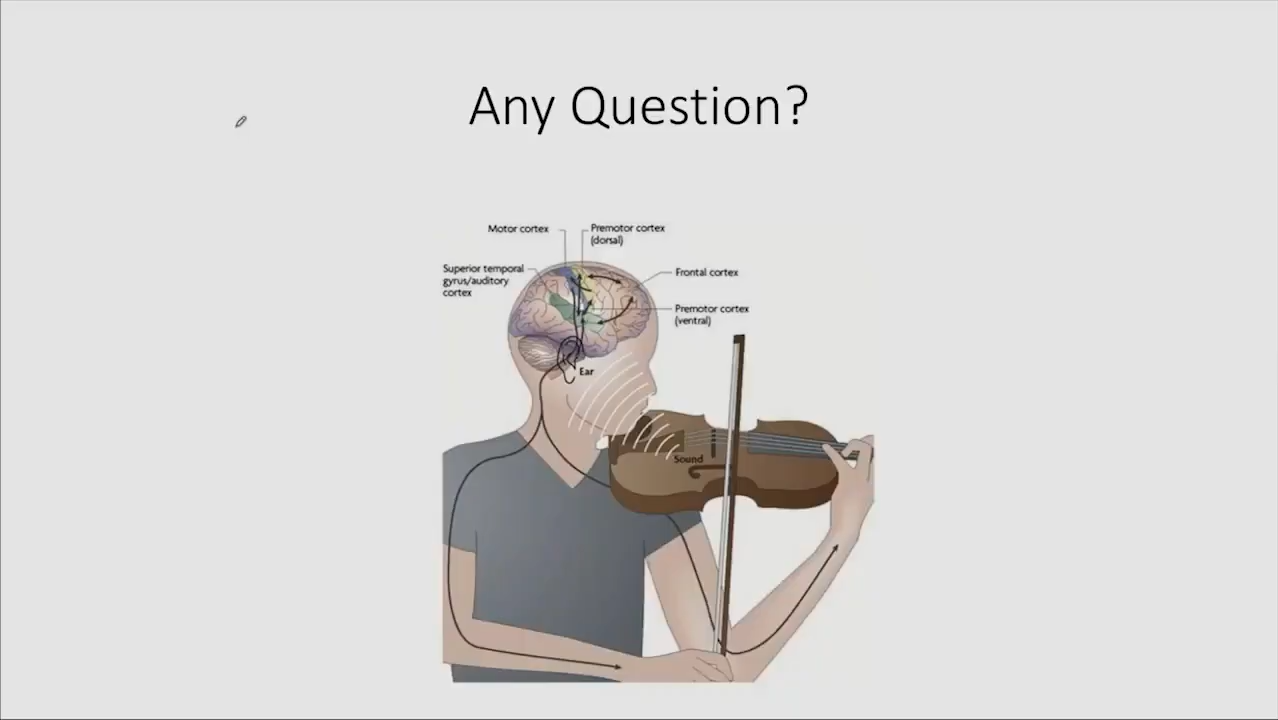 Any Question?
Motor cortex
Premotor cortex
(dorsal)
Superior temporal
gyrus/auditory
cortex
Frontal cortex
Premotor cortex
(ventral)
Ear
Sound